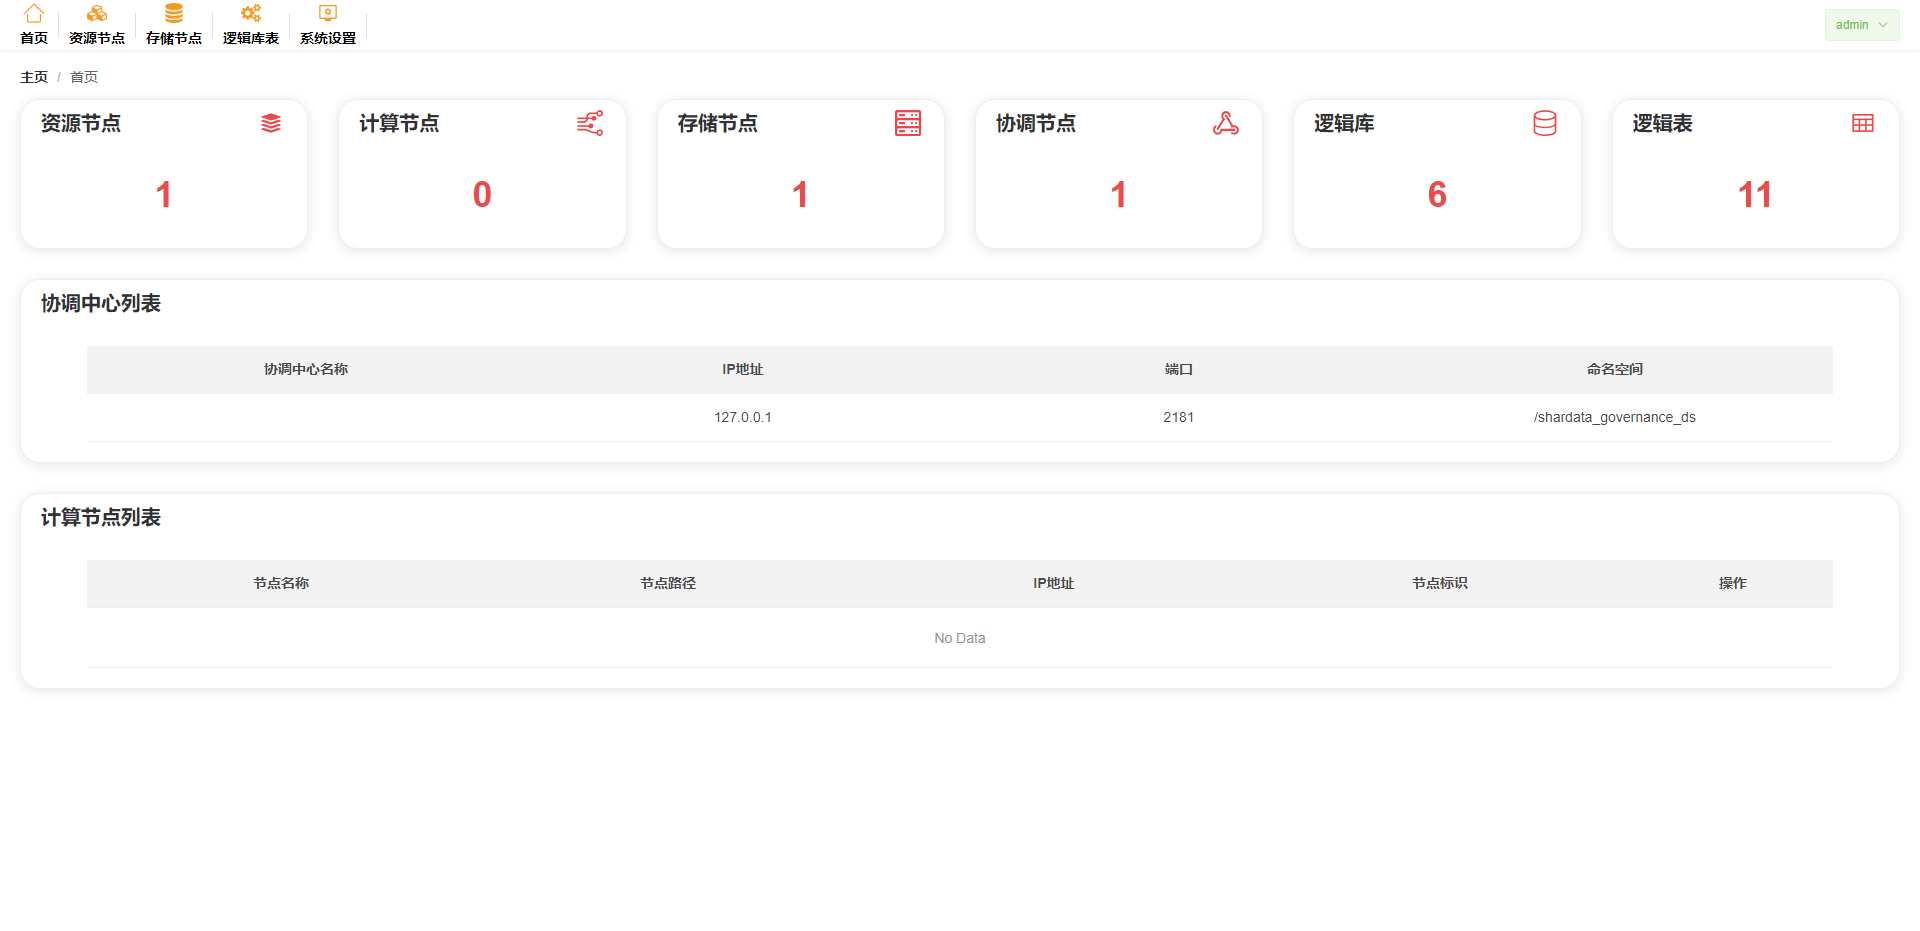 首页 资源节点 存储节点 逻辑库表 系统设置 admin
主页 / 首页
资源节点 计算节点 存储节点 协调节点 逻辑库 逻辑表
1 0 1 1 6 11
协调中心列表
协调中心名称 IP地址 端口 命名空间
127.0.0.1 2181 /shardata_governance_ds
计算节点列表
节点名称 节点路径 IP地址 节点标识 操作
No Data